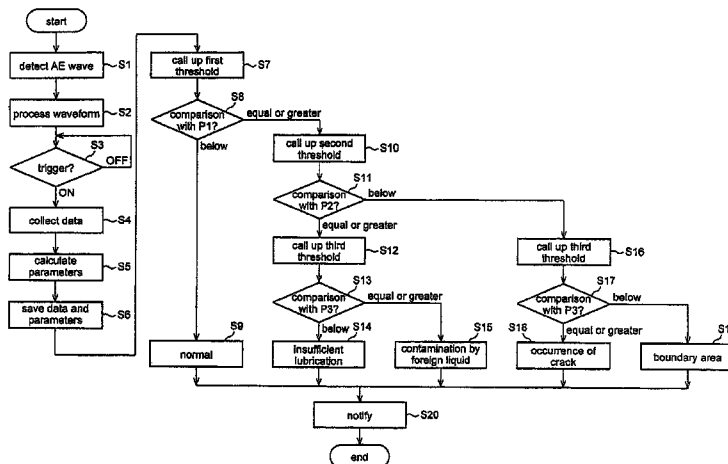 start
detect AE wave
S1
process waveform
S2
S3
trigger?
OFF
ON
collect data
S4
calculate
parameters
S5
save data and
parameters
S6
call up first
threshold
S7
S8
comparison
with P1?
equal or greater
below
call up second
threshold
S10
S11
comparison
with P2?
below
equal or greater
call up third
threshold
S12
S13
comparison
with P3?
equal or greater
below
call up third
threshold
S16
S17
comparison
with P3?
below
equal or greater
S9
normal
S14
insufficient
lubrication
S15
contamination by
foreign liquid
S18
occurrence of
crack
S1
boundary area
notify
S20
end